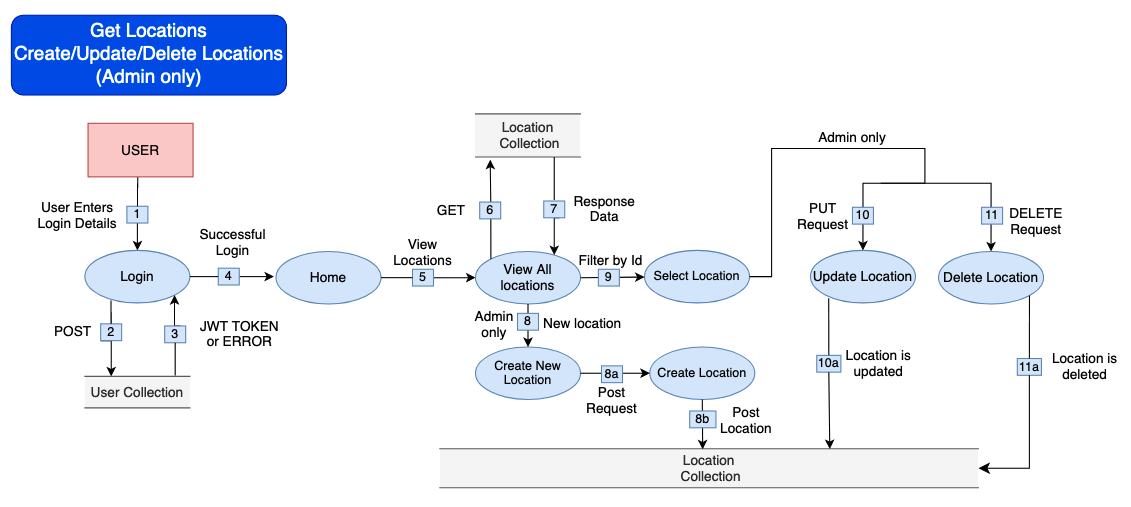 Get Locations
Create/Update/Delete Locations
(Admin only)
USER
User Enters
Login Details
1
Login
POST
2
3
JWT TOKEN
or ERROR
User Collection
Successful
Login
4
Home
View
Locations
5
Location
Collection
GET
6
7
Response
Data
View All
locations
Filter by Id
9
Select Location
Admin
only
8
New location
Create New
Location
8a
Post
Request
Create Location
8b
Post
Location
Admin only
PUT
Request
10
11
DELETE
Request
Update Location
Delete Location
10a
Location is
updated
11a
Location is
deleted
Location
Collection